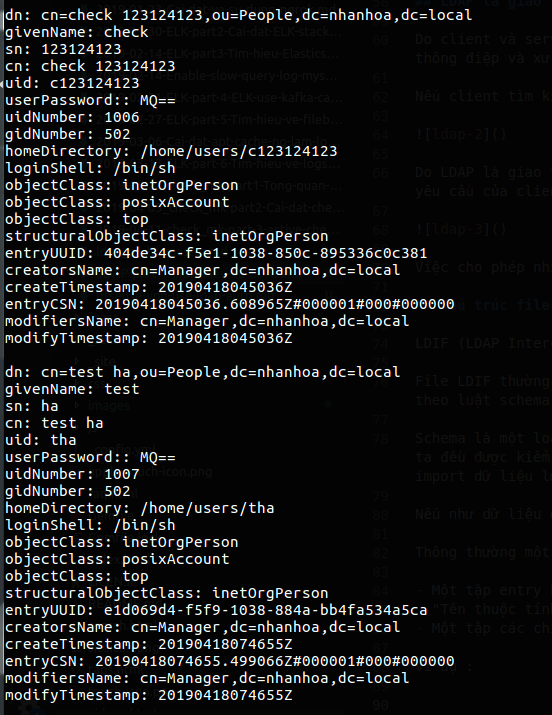 dn: cn=check 123124123,ou=People,dc=nhanhoa,dc=local
givenName: check
sn: 123124123
cn: check 123124123
uid: c123124123
userPassword:: MQ==
uidNumber: 1006
gidNumber: 502
homeDirectory: /home/users/c123124123
loginShell: /bin/sh
objectClass: inetOrgPerson
objectClass: posixAccount
objectClass: top
structuralObjectClass: inetOrgPerson
entryUUID: 404de34c-f5e1-1038-850c-895336c0c381
creatorsName: cn=Manager,dc=nhanhoa,dc=local
createTimestamp: 20190418045036Z
entryCSN: 20190418045036.608965Z#000001#000#000000
modifiersName: cn=Manager,dc=nhanhoa,dc=local
modifyTimestamp: 20190418045036Z
dn: cn=test ha,ou=People,dc=nhanhoa,dc=local
givenName: test
sn: ha
cn: test ha
uid: tha
userPassword:: MQ==
uidNumber: 1007
gidNumber: 502
homeDirectory: /home/users/tha
loginShell: /bin/sh
objectClass: inetOrgPerson
objectClass: posixAccount
objectClass: top
structuralObjectClass: inetOrgPerson
entryUUID: e1d069d4-f5f9-1038-884a-bb4fa534a5ca
creatorsName: cn=Manager,dc=nhanhoa,dc=local
createTimestamp: 20190418074655Z
entryCSN: 20190418074655.499066Z#000001#000#000000
modifiersName: cn=Manager,dc=nhanhoa,dc=local
modifyTimestamp: 20190418074655Z